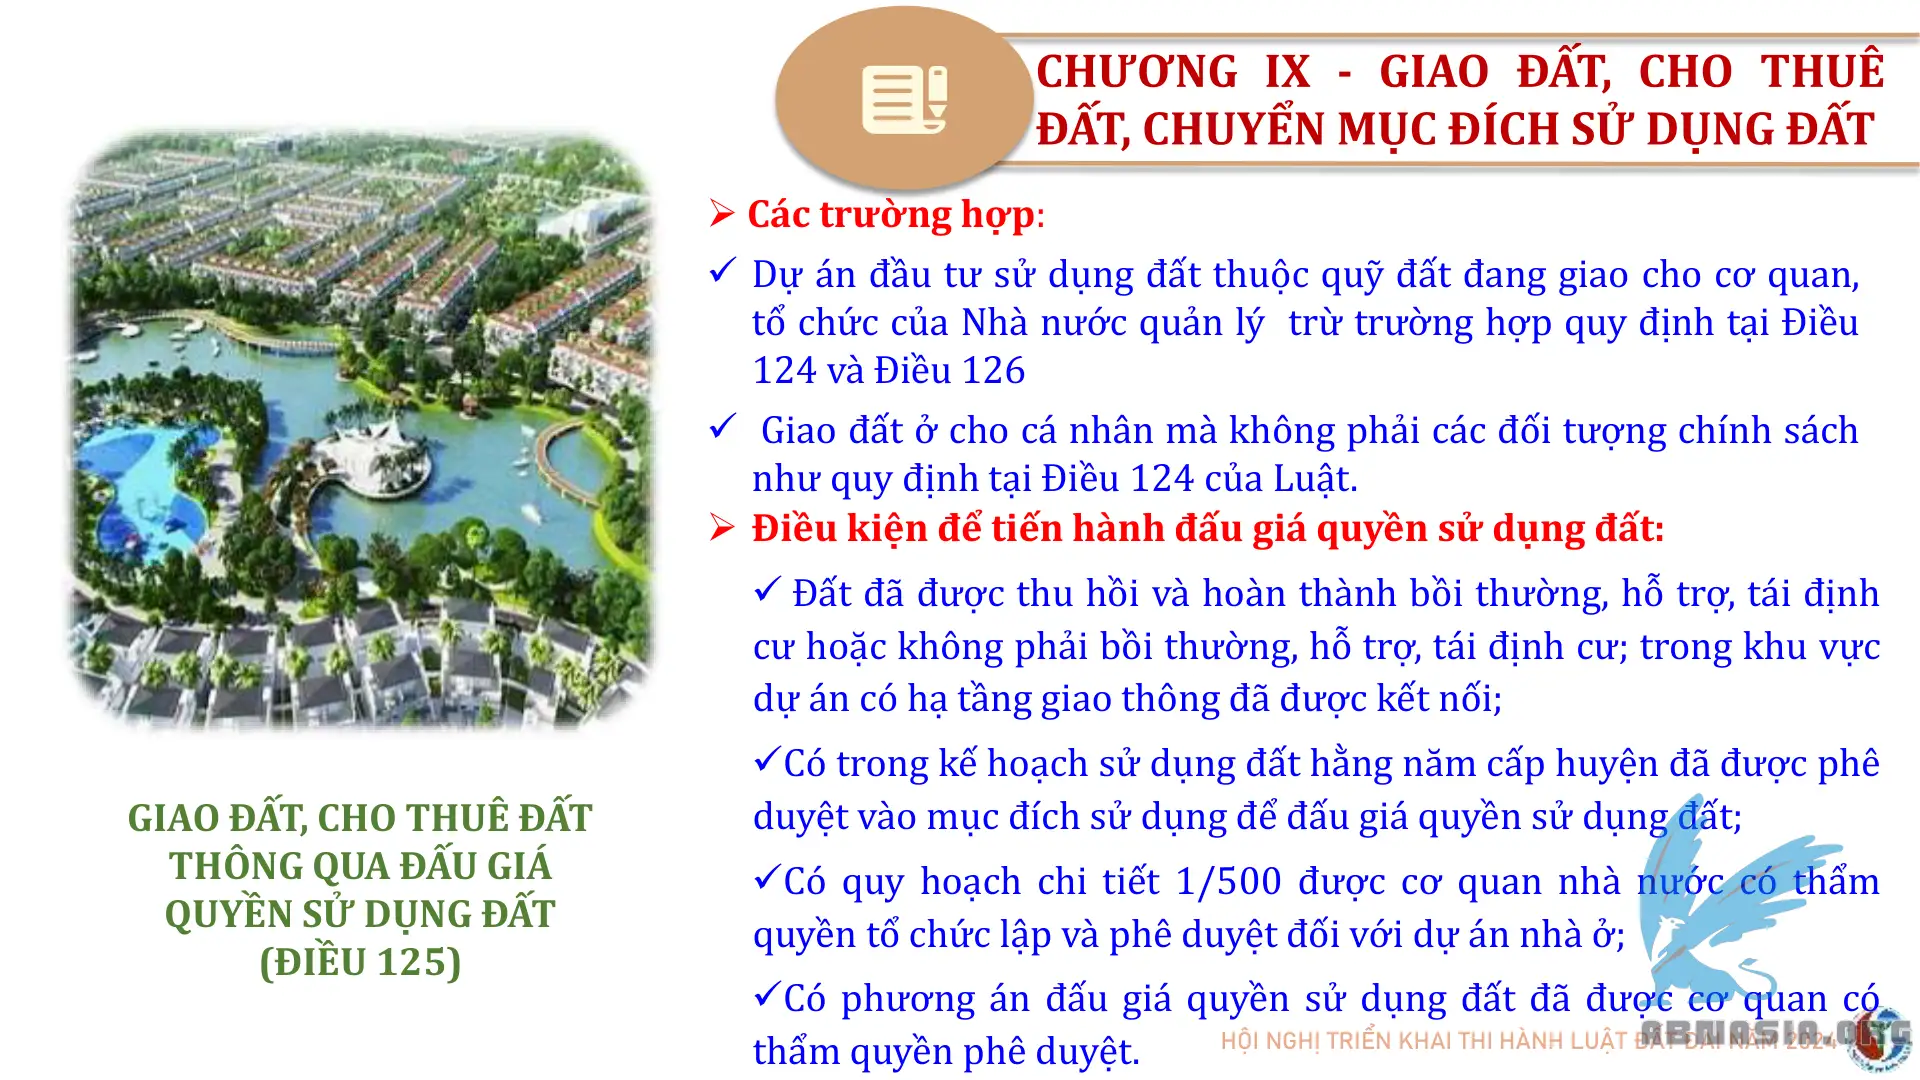 CHƯƠNG IX - GIAO ĐẤT, CHO THUÊ
ĐẤT, CHUYỂN MỤC ĐÍCH SỬ DỤNG ĐẤT
Các trường hợp:
Dự án đầu tư sử dụng đất thuộc quỹ đất đang giao cho cơ quan,
tổ chức của Nhà nước quản lý trừ trường hợp quy định tại Điều
124 và Điều 126
Giao đất ở cho cá nhân mà không phải các đối tượng chính sách
như quy định tại Điều 124 của Luật.
Điều kiện để tiến hành đấu giá quyền sử dụng đất:
Đất đã được thu hồi và hoàn thành bồi thường, hỗ trợ, tái định
cư hoặc không phải bồi thường, hỗ trợ, tái định cư; trong khu vực
dự án có hạ tầng giao thông đã được kết nối;
Có trong kế hoạch sử dụng đất hằng năm cấp huyện đã được phê
duyệt vào mục đích sử dụng để đấu giá quyền sử dụng đất;
Có quy hoạch chi tiết 1/500 được cơ quan nhà nước có thẩm
quyền tổ chức lập và phê duyệt đối với dự án nhà ở;
Có phương án đấu giá quyền sử dụng đất đã được cơ quan có
thẩm quyền phê duyệt.
GIAO ĐẤT, CHO THUÊ ĐẤT
THÔNG QUA ĐẤU GIÁ
QUYỀN SỬ DỤNG ĐẤT
(ĐIỀU 125)
HỘI NGHỊ TRIỂN KHAI THI HÀNH LUẬT ĐẤT ĐAI NĂM 2024
ABMASIA.ORG